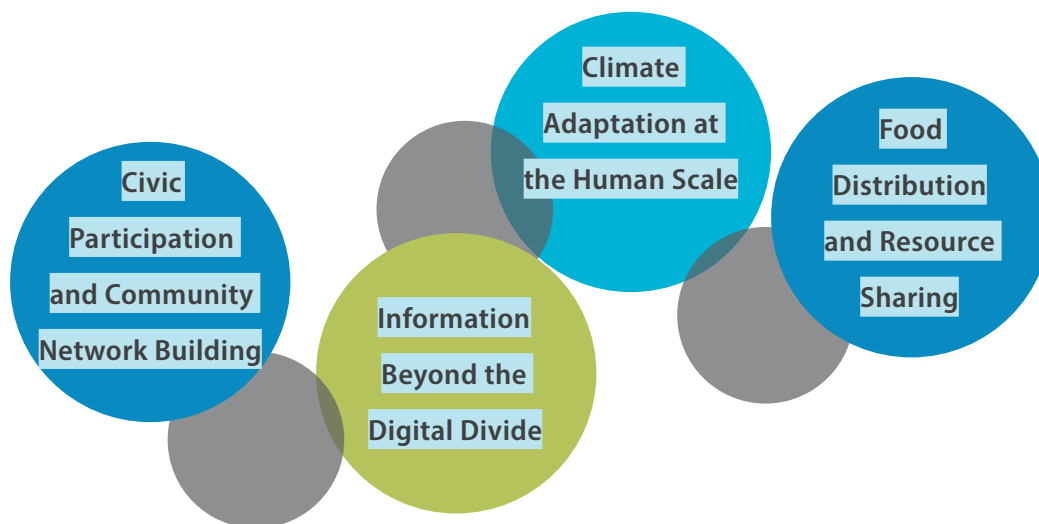 Civic
Participation
and Community
Network Building
Information
Beyond the
Digital Divide
Climate
Adaptation at
the Human Scale
Food
Distribution
and Resource
Sharing